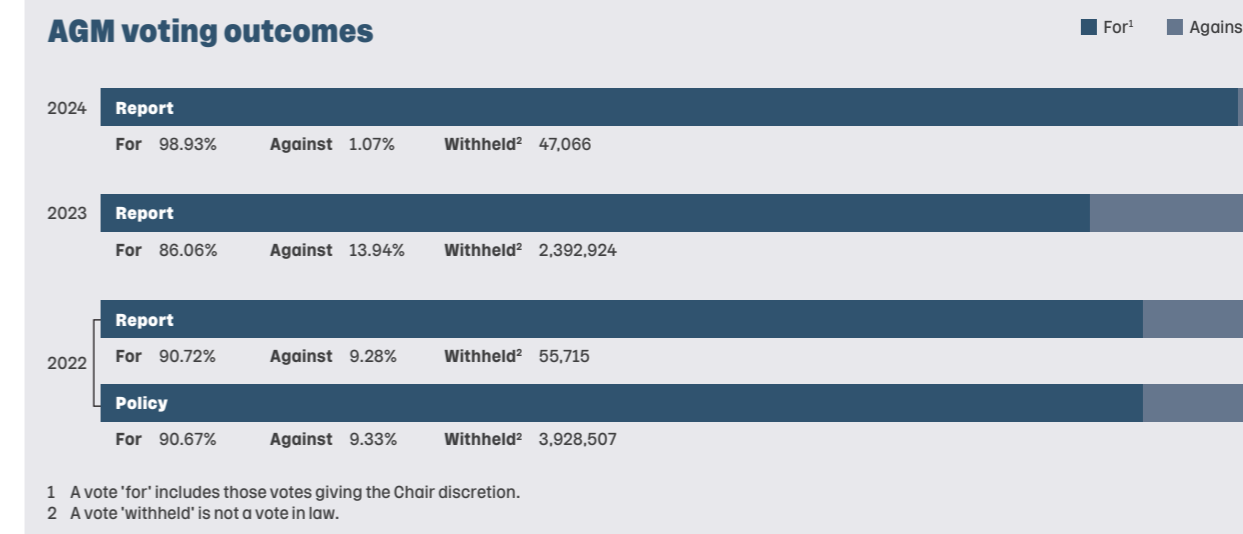 AGM voting outcomes
For¹ Agains
2024 Report
For 98.93% Against 1.07% Withheld² 47,066
2023 Report
For 86.06% Against 13.94% Withheld² 2,392,924
Report
2022 For 90.72% Against 9.28% Withheld² 55,715
Policy
For 90.67% Against 9.33% Withheld² 3,928,507
1 A vote 'for' includes those votes giving the Chair discretion.
2 A vote 'withheld' is not a vote in law.